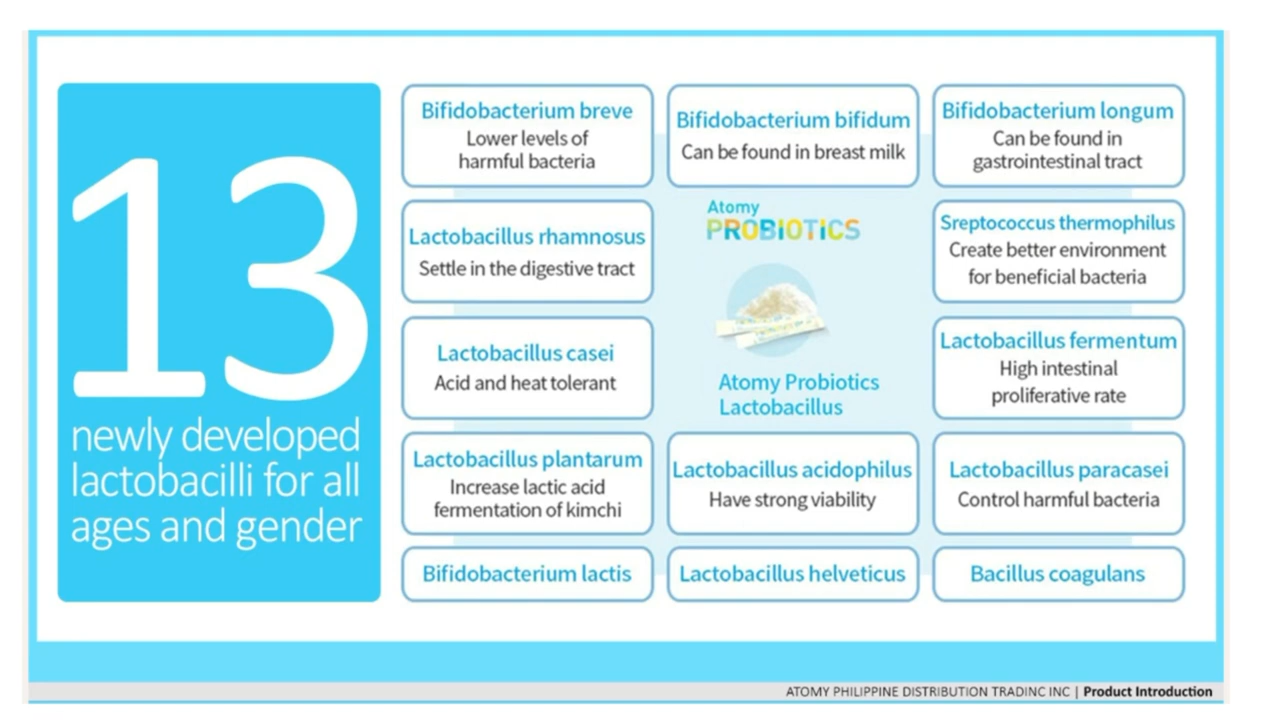 13
newly developed
lactobacilli for all
ages and gender
Bifidobacterium breve
Lower levels of
harmful bacteria
Bifidobacterium bifidum
Can be found in breast milk
Bifidobacterium longum
Can be found in
gastrointestinal tract
Lactobacillus rhamnosus
Settle in the digestive tract
Atomy
PROBIOTICS
Sreptococcus thermophilus
Create better environment
for beneficial bacteria
Lactobacillus casei
Acid and heat tolerant
Atomy Probiotics
Lactobacillus
Lactobacillus fermentum
High intestinal
proliferative rate
Lactobacillus plantarum
Increase lactic acid
fermentation of kimchi
Lactobacillus acidophilus
Have strong viability
Lactobacillus paracasei
Control harmful bacteria
Bifidobacterium lactis
Lactobacillus helveticus
Bacillus coagulans
ATOMY PHILIPPINE DISTRIBUTION TRADINC INC | Product Introduction